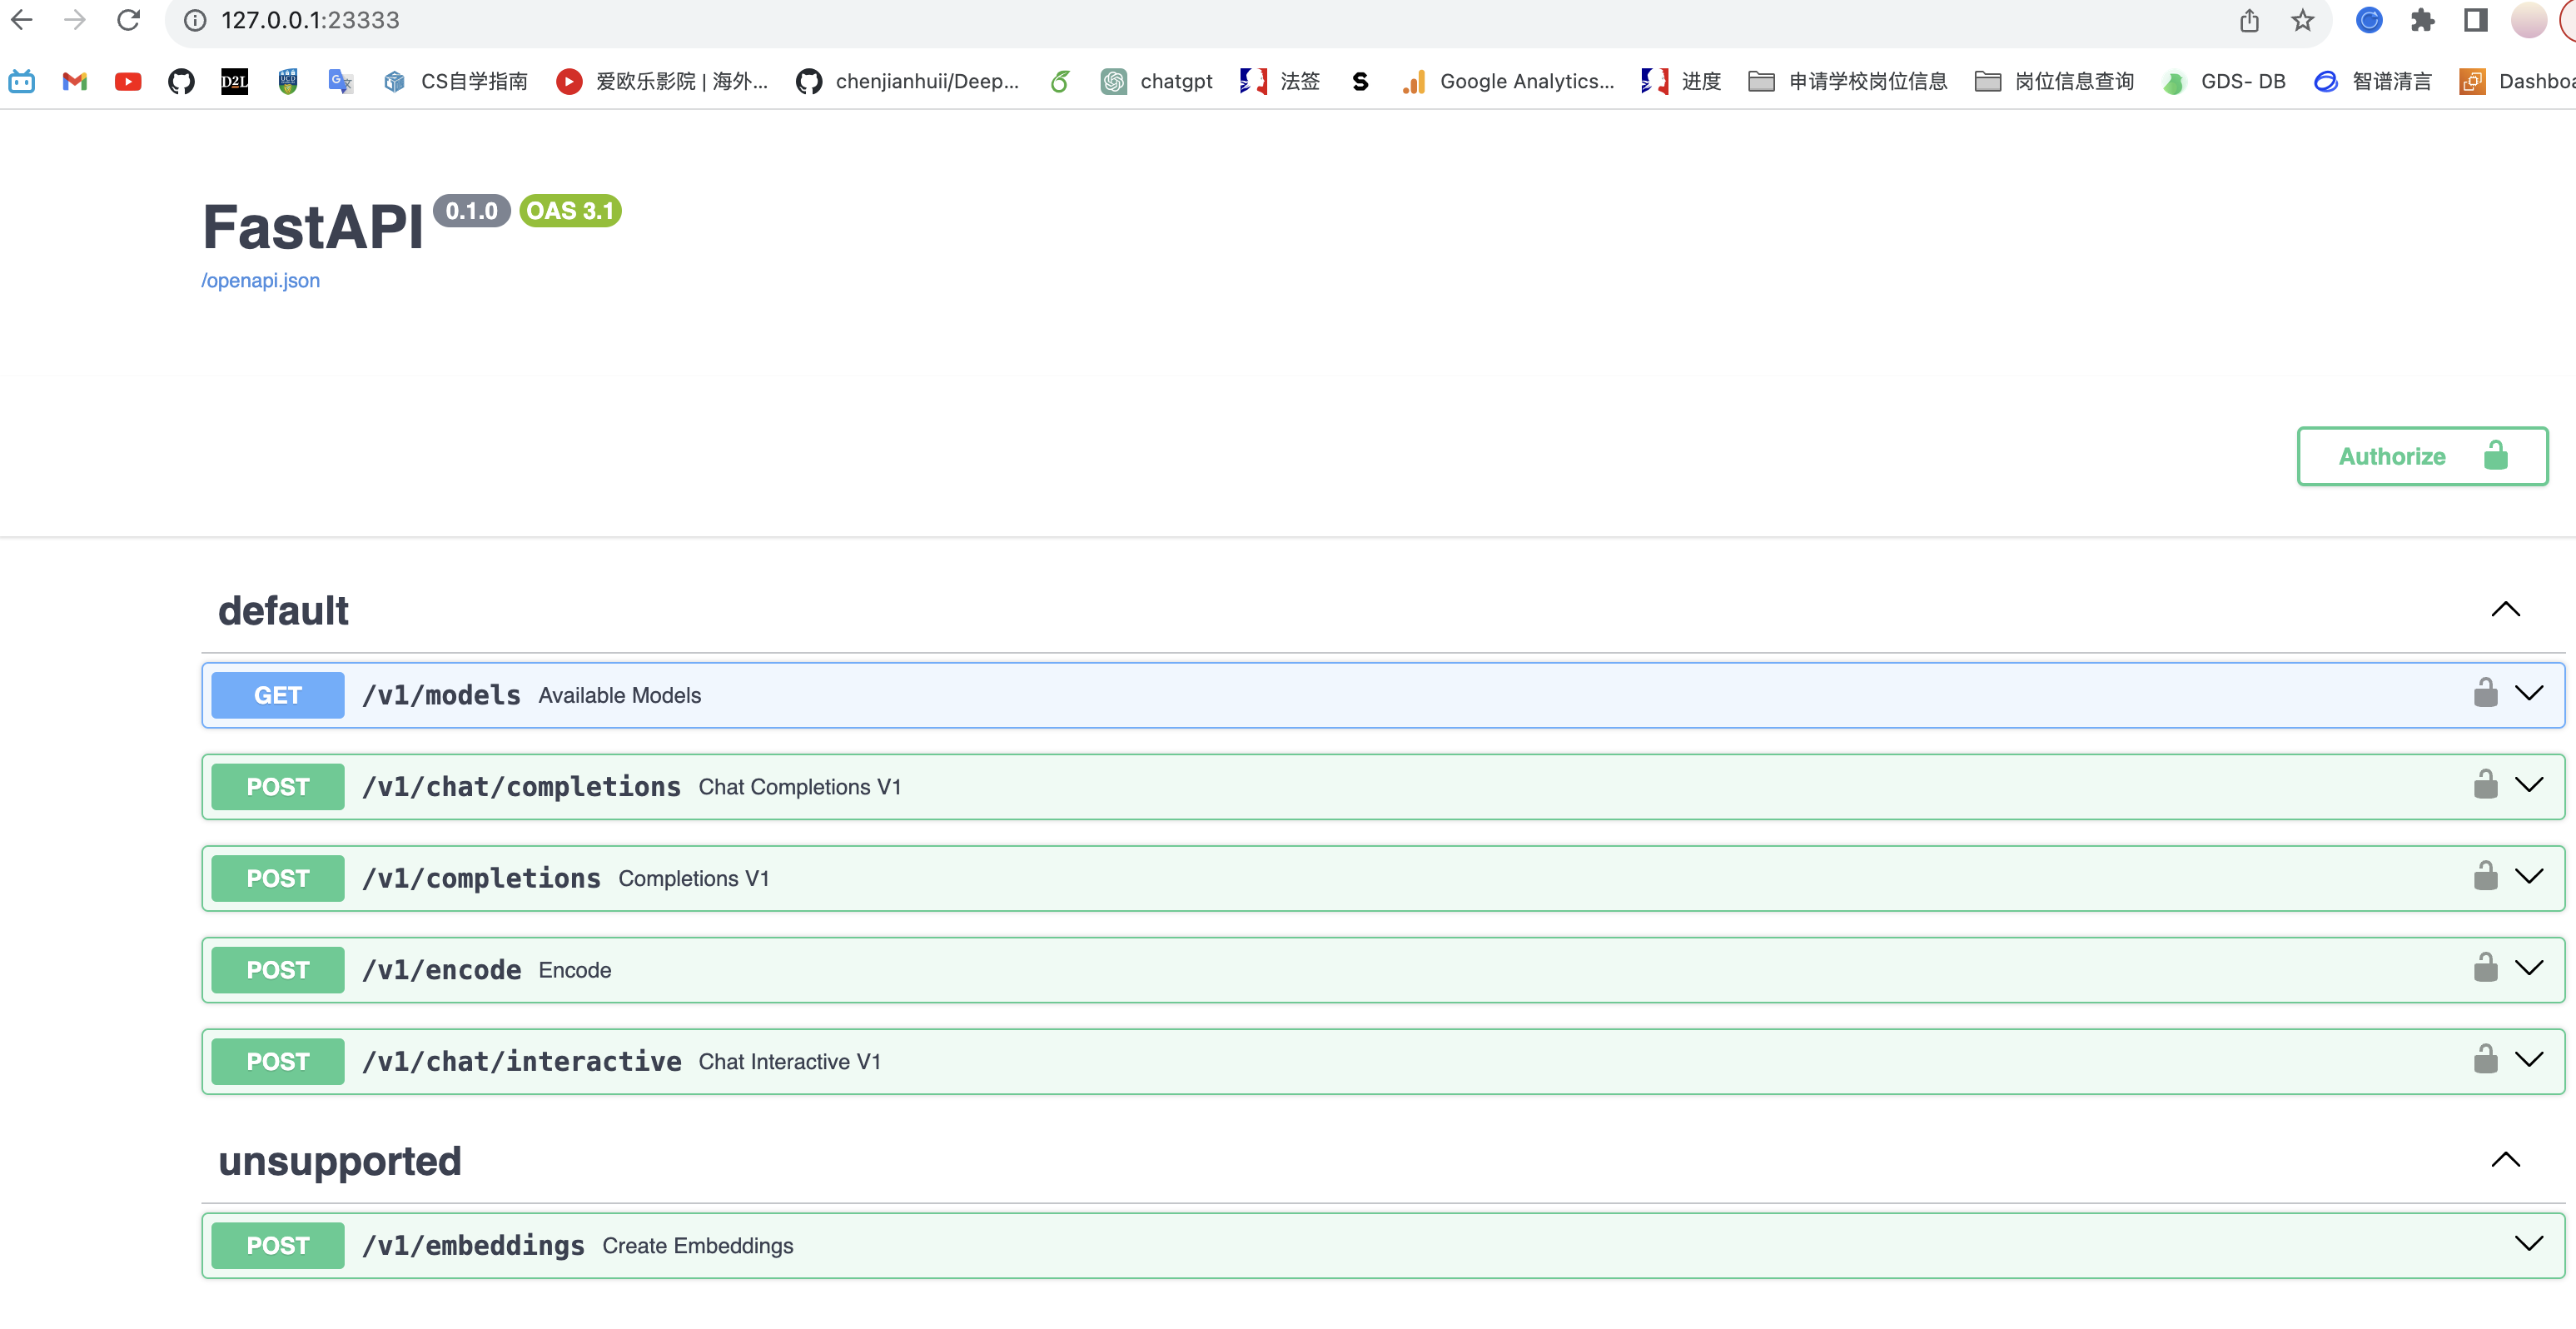 127.0.0.1:23333
D2L CS自学指南 爱欧乐影院 | 海外... chenjianhuii/Deep... chatgpt 法签 S Google Analytics... 进度 申请学校岗位信息 岗位信息查询 GDS- DB 智谱清言 Dashboa
FastAPI 0.1.0 OAS 3.1
/openapi.json
Authorize
default
GET /v1/models Available Models
POST /v1/chat/completions Chat Completions V1
POST /v1/completions Completions V1
POST /v1/encode Encode
POST /v1/chat/interactive Chat Interactive V1
unsupported
POST /v1/embeddings Create Embeddings